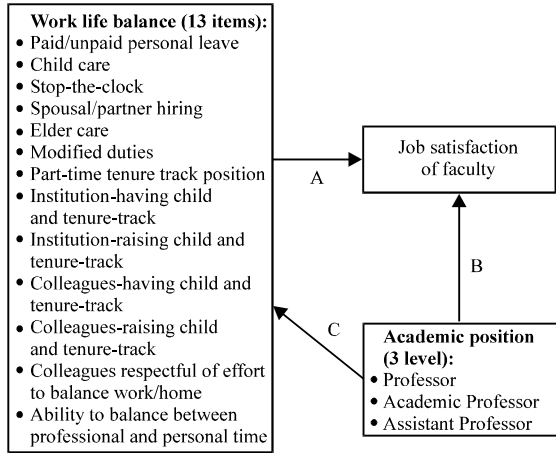 Work life balance (13 items):
• Paid/unpaid personal leave
• Child care
• Stop-the-clock
• Spousal/partner hiring
• Elder care
• Modified duties
• Part-time tenure track position
• Institution-having child
and tenure-track
• Institution-raising child and
tenure-track
• Colleagues-having child and
tenure-track
• Colleagues-raising child
and tenure-track
• Colleagues respectful of effort
to balance work/home
• Ability to balance between
professional and personal time
A
Job satisfaction
of faculty
B
C
Academic position
(3 level):
• Professor
• Academic Professor
• Assistant Professor